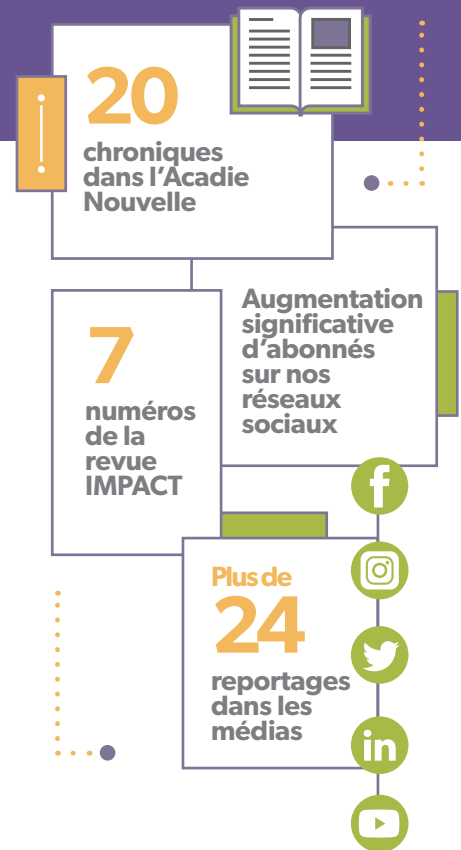 20
chroniques
dans l'Acadie
Nouvelle
Augmentation
significative
d'abonnés
sur nos
réseaux
sociaux
7
numéros
de la
revue
IMPACT
Plus de
24
reportages
dans les
médias